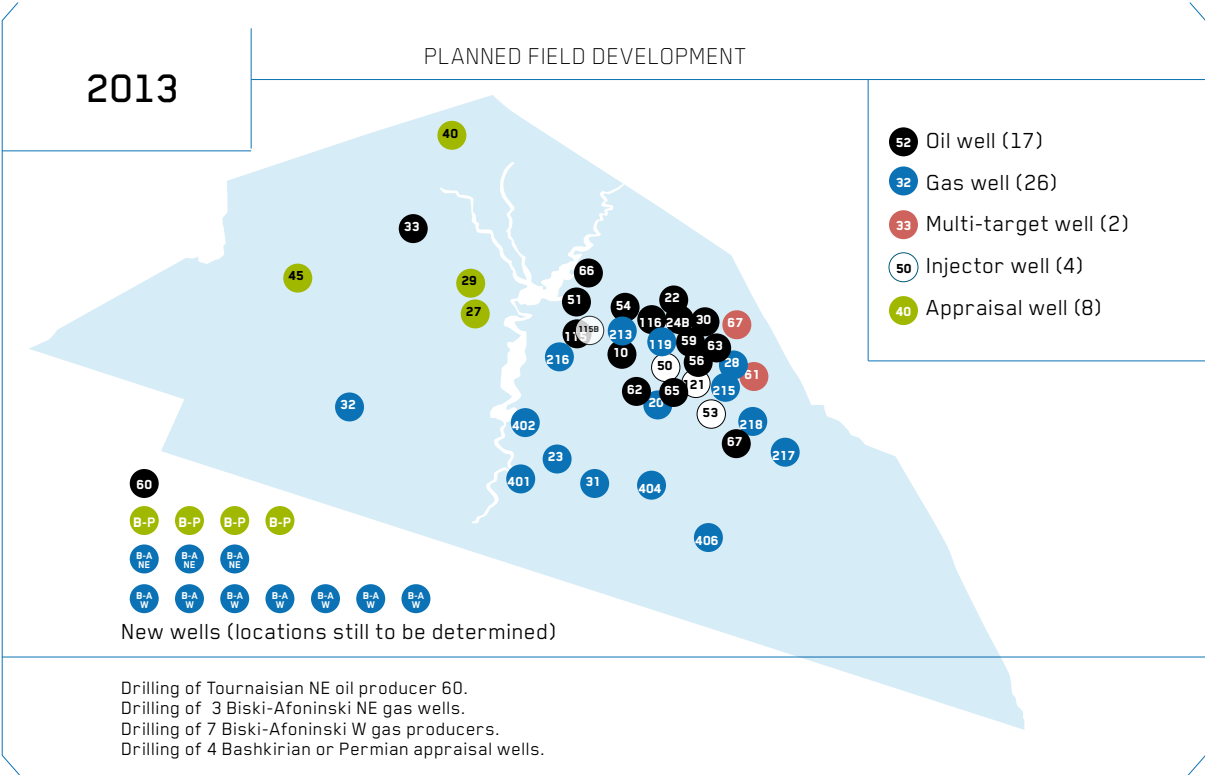 PLANNED FIELD DEVELOPMENT
2013
52 Oil well (17)
32 Gas well (26)
33 Multi-target well (2)
50 Injector well (4)
40 Appraisal well (8)
40
33
45
29
27
66
51
54
22
116
24B
30
67
115B
213
119
59
63
216
10
50
56
28
61
121
215
62
65
20
32
53
218
402
67
217
23
401
31
404
60
406
B-P B-P B-P B-P
B-A NE B-A NE B-A NE
B-A W B-A W B-A W B-A W B-A W B-A W B-A W
New wells (locations still to be determined)
Drilling of Tournaisian NE oil producer 60.
Drilling of 3 Biski-Afoninski NE gas wells.
Drilling of 7 Biski-Afoninski W gas producers.
Drilling of 4 Bashkirian or Permian appraisal wells.